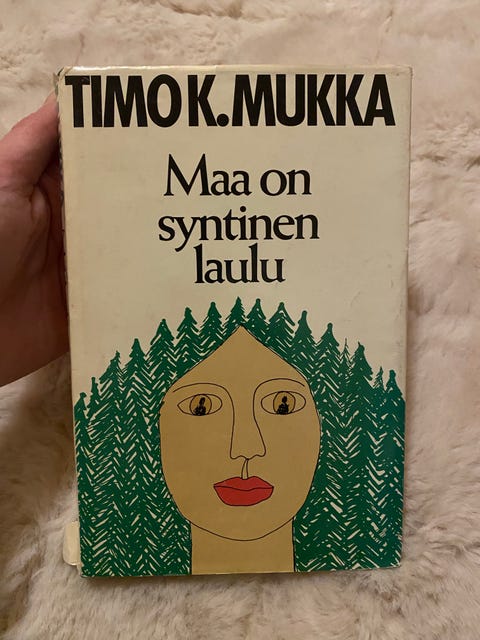 TIMO K. MUKKA
Maa on
syntinen
laulu